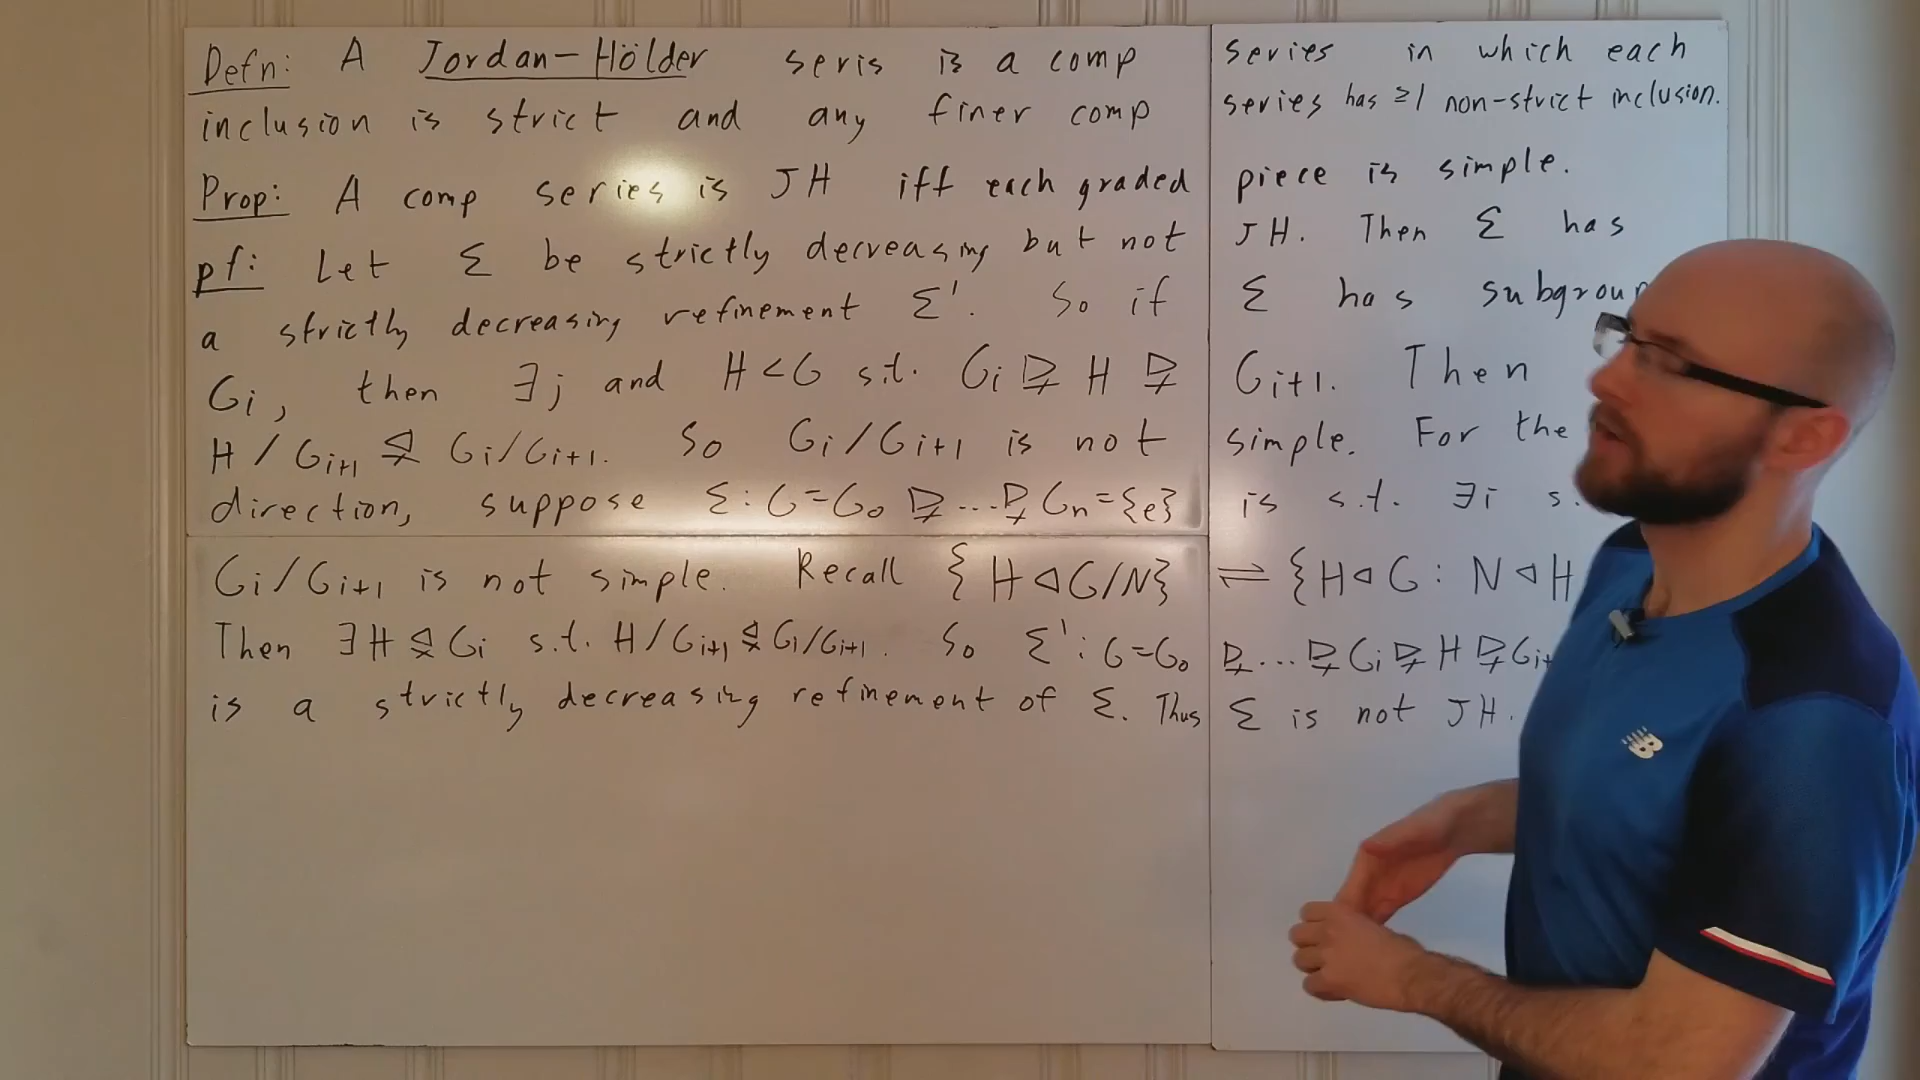 Defn: A Jordan-Hölder seris is a comp series in which each
inclusion is strict and any finer comp series has ≥1 non-strict inclusion.
Prop: A comp series is JH iff each graded piece is simple.
pf: Let Σ be strictly decreasing but not JH. Then Σ has
a strictly decreasing refinement Σ'. So if Σ has
Gi, then ∃j and H<G s.t. Gi ⋭ H ⋭ Gi+1. Then
H/Gi+1 ⋬ Gi/Gi+1. So Gi/Gi+1 is not simple. For the
direction, suppose Σ: G=G0 ⋭ ... ⋭ Gn={e} is s.t. ∃i
Gi/Gi+1 is not simple. Recall {H ⊲ G/N} ⇌ {H ⊲ G : N ⊲ H
Then ∃H ⋬ Gi s.t. H/Gi+1 ⋬ Gi/Gi+1. So Σ': G=G0 ⋭ ... ⋭ Gi ⋭ H ⋭
is a strictly decreasing refinement of Σ. Thus Σ is not JH.